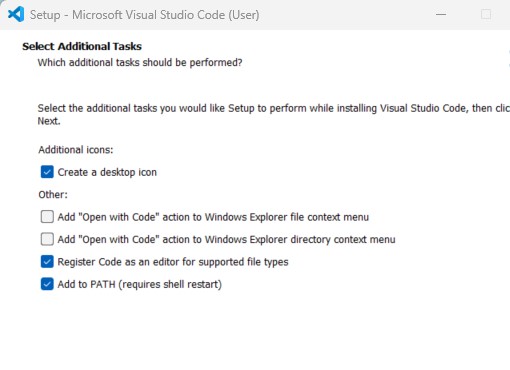 Setup - Microsoft Visual Studio Code (User)
Select Additional Tasks
Which additional tasks should be performed?
Select the additional tasks you would like Setup to perform while installing Visual Studio Code, then
Next.
Additional icons:
Create a desktop icon
Other:
Add "Open with Code" action to Windows Explorer file context menu
Add "Open with Code" action to Windows Explorer directory context menu
Register Code as an editor for supported file types
Add to PATH (requires shell restart)